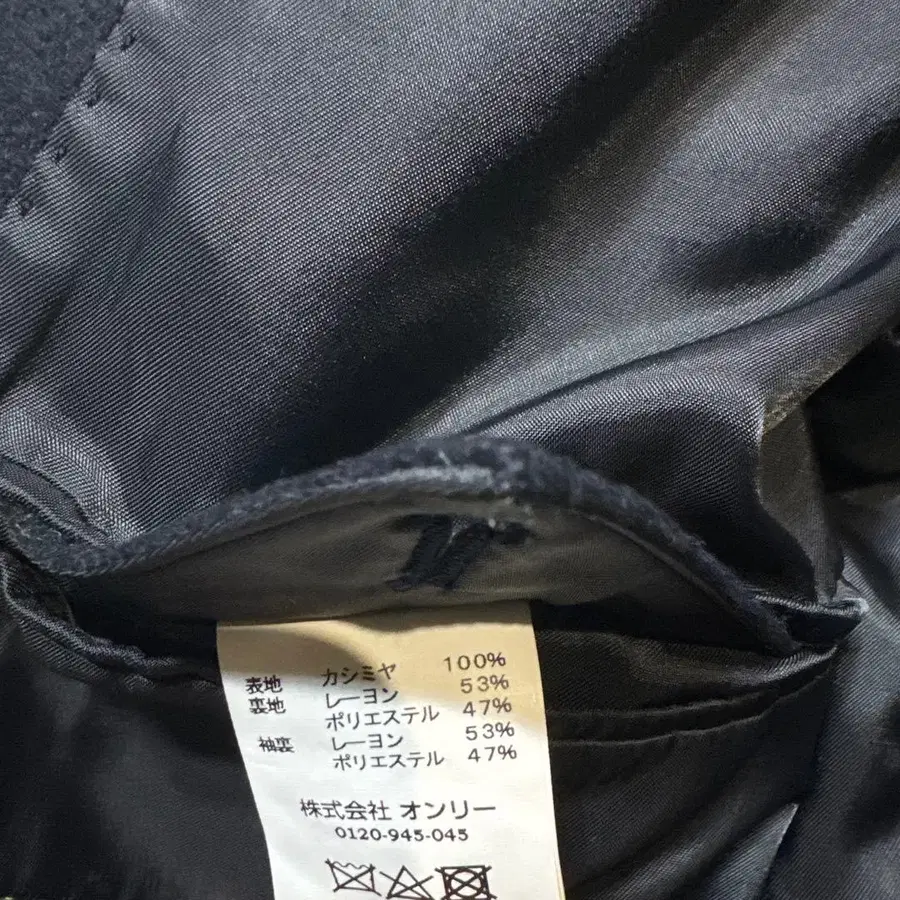 表地 カシミヤ 100%
裏地 レーヨン 53%
ポリエステル 47%
袖裏 レーヨン 53%
ポリエステル 47%
株式会社 オンリー
0120-945-045